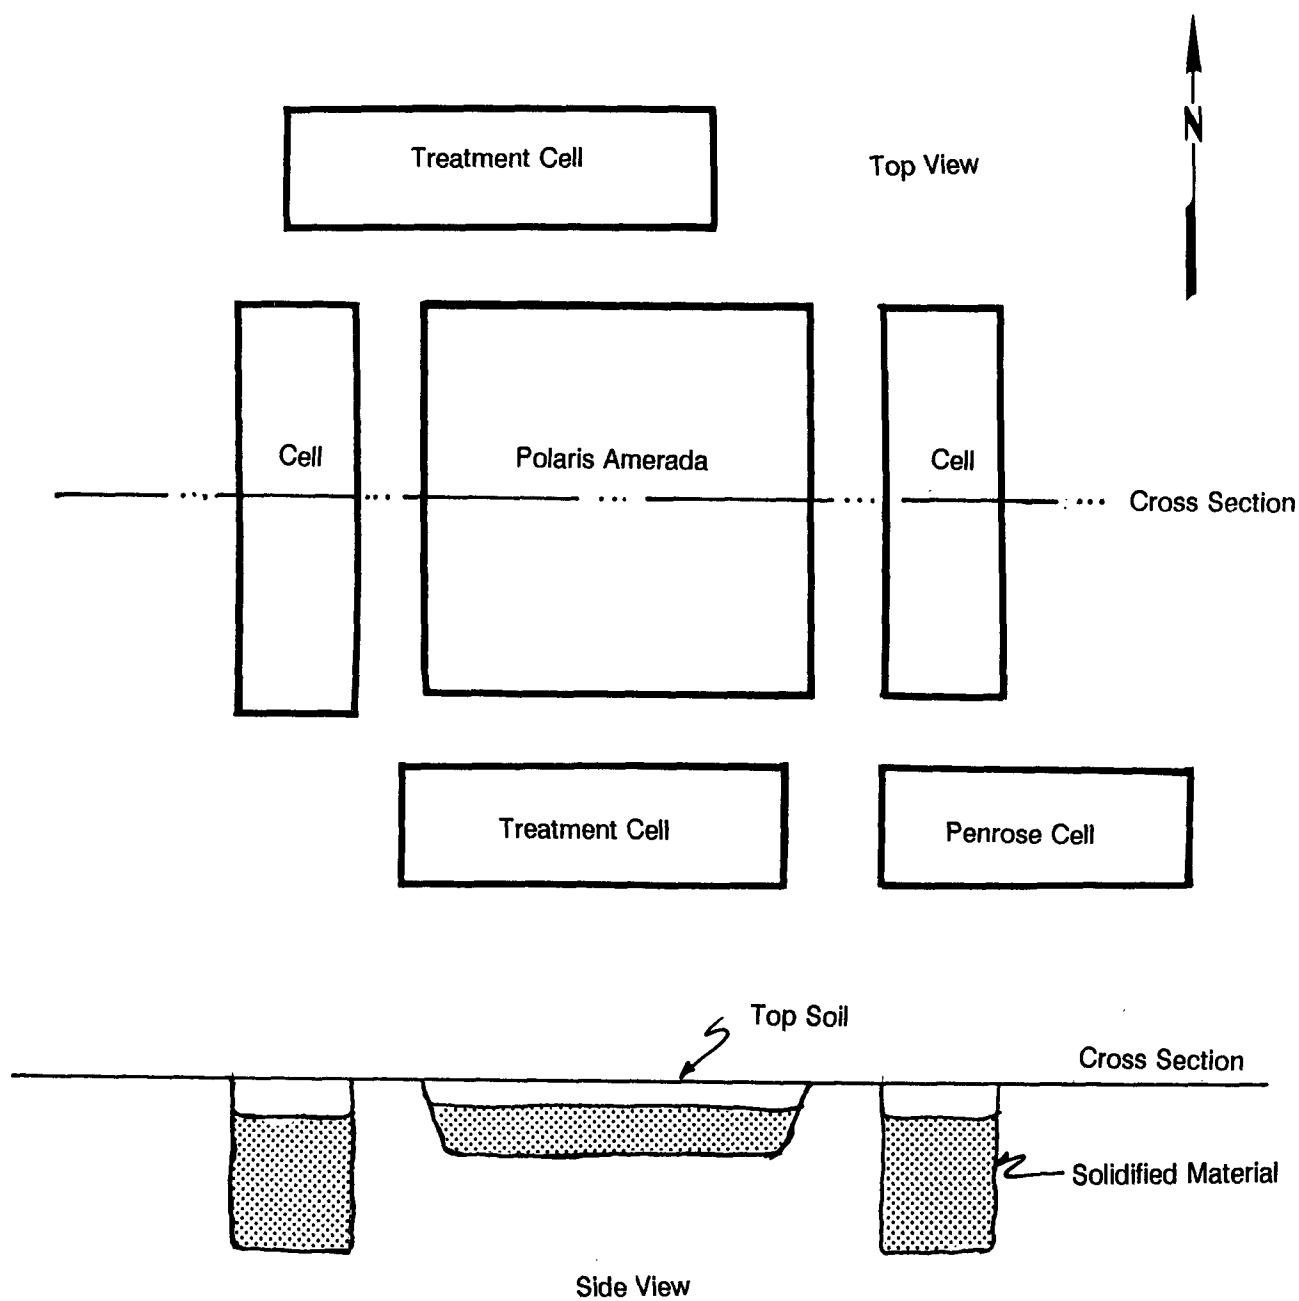 N
Treatment Cell
Top View
Cell
Polaris Amerada
Cell
Cross Section
Treatment Cell
Penrose Cell
Top Soil
Cross Section
Solidified Material
Side View